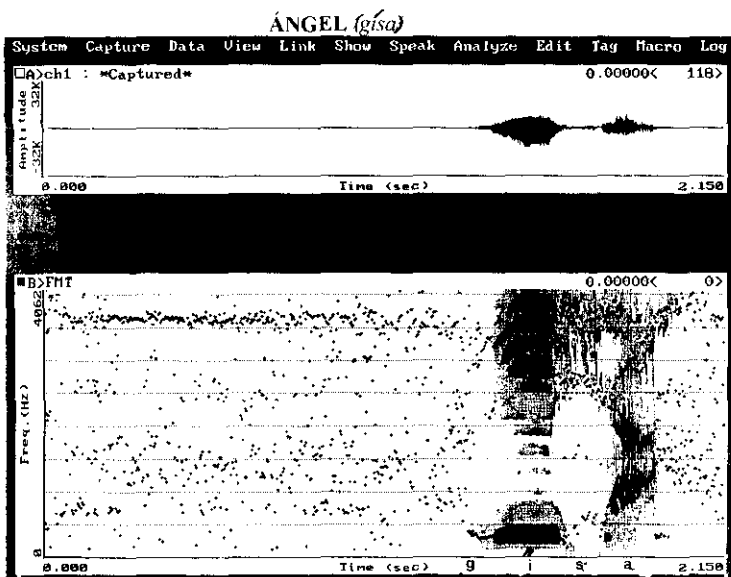 ÁNGEL (gísa)
System Capture Data View Link Show Speak Analyze Edit Tag Macro Log
A>ch1 : *Captured* 0.00000< 118>
Amplitude
-32K 32K
0.000 Time (sec) 2.150
B>FMT 0.00000< 0>
4062
Freq (Hz)
0
0.000 Time (sec) g i s a 2.150